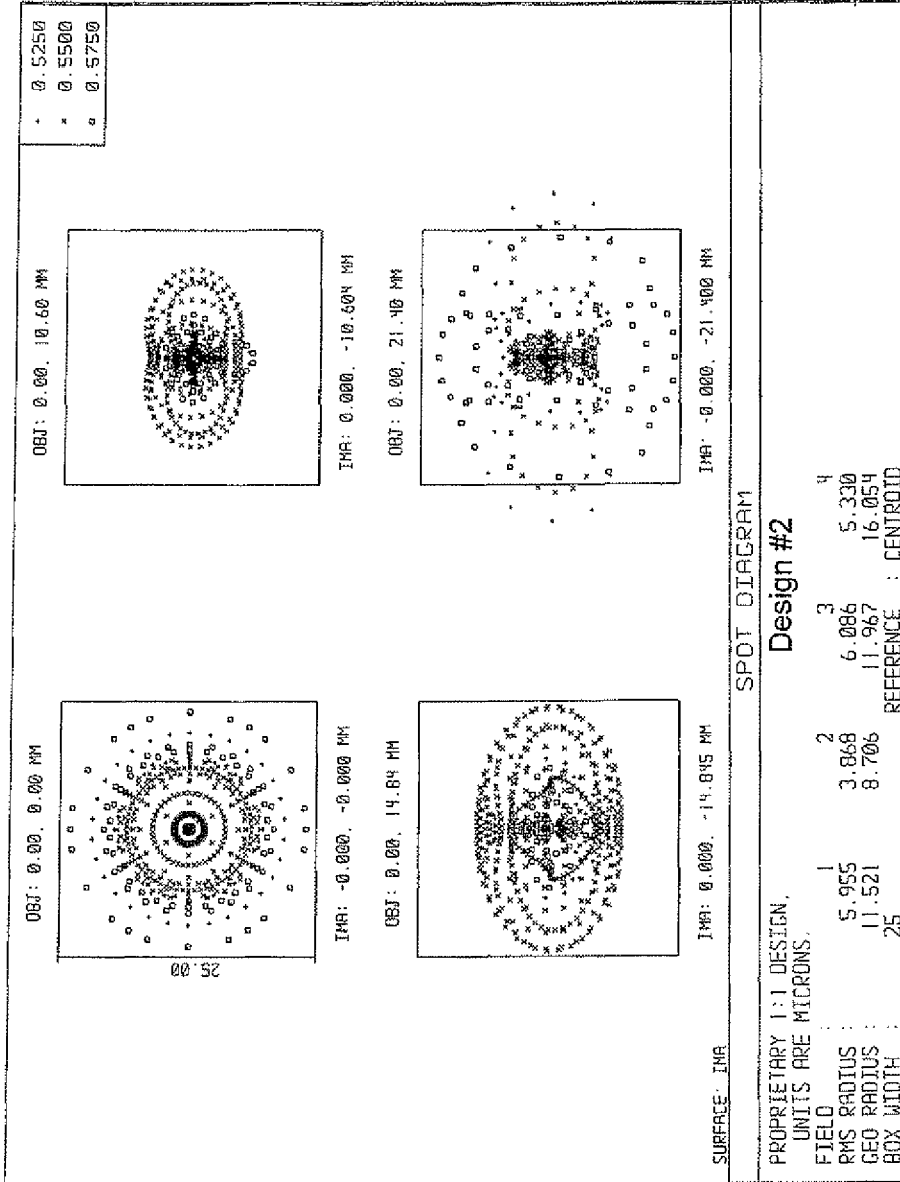 + 0.5250
× 0.5500
□ 0.5750
OBJ: 0.00, 0.00 MM
OBJ: 0.00, 10.60 MM
25.00
IMA: -0.000, -0.000 MM
IMA: 0.000, -10.604 MM
OBJ: 0.00, 14.84 MM
OBJ: 0.00, 21.40 MM
IMA: 0.000, -14.845 MM
IMA: -0.000, -21.400 MM
SURFACE: IMA
SPOT DIAGRAM
Design #2
PROPRIETARY 1:1 DESIGN.
UNITS ARE MICRONS.
FIELD : 1 2 3 4
RMS RADIUS : 5.955 3.868 6.086 5.330
GEO RADIUS : 11.521 8.706 11.967 16.054
BOX WIDTH : 25 REFERENCE : CENTROID